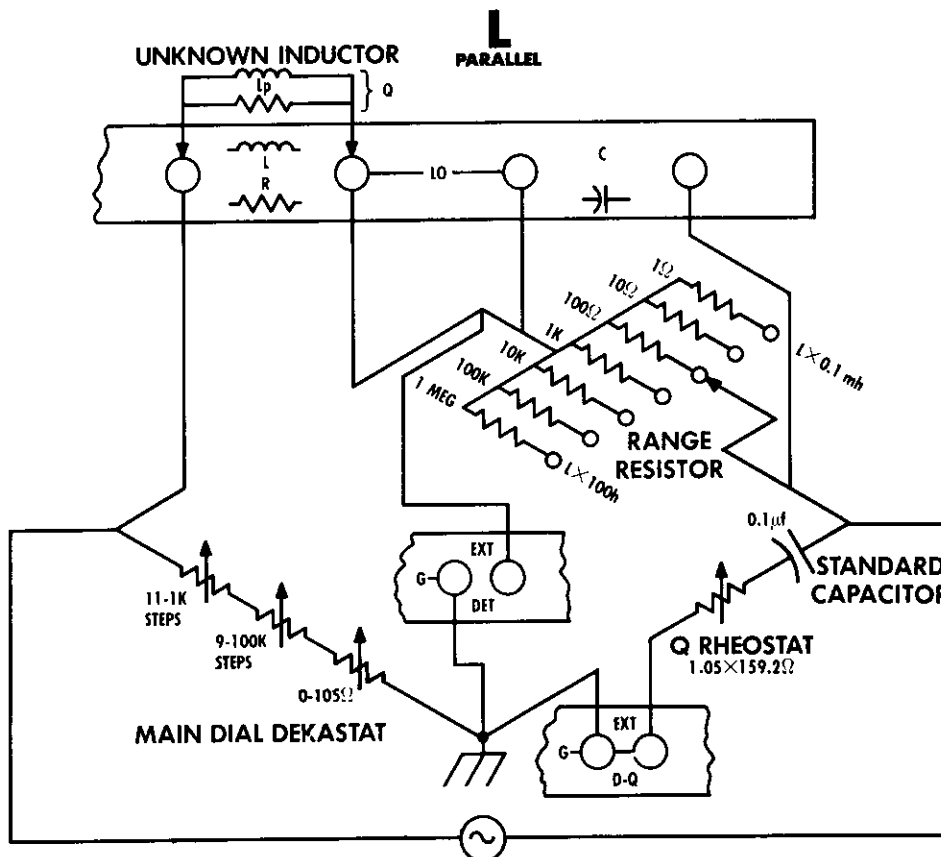 L
PARALLEL
UNKNOWN INDUCTOR
Lp
Q
L
R
LO
C
1Ω
10Ω
100Ω
1K
10K
100K
1 MEG
L×0.1 mh
L×100h
RANGE
RESISTOR
0.1μf
STANDARD
CAPACITOR
EXT
G
DET
11-1K
STEPS
9-100K
STEPS
0-105Ω
Q RHEOSTAT
1.05×159.2Ω
MAIN DIAL DEKASTAT
EXT
G
D-Q